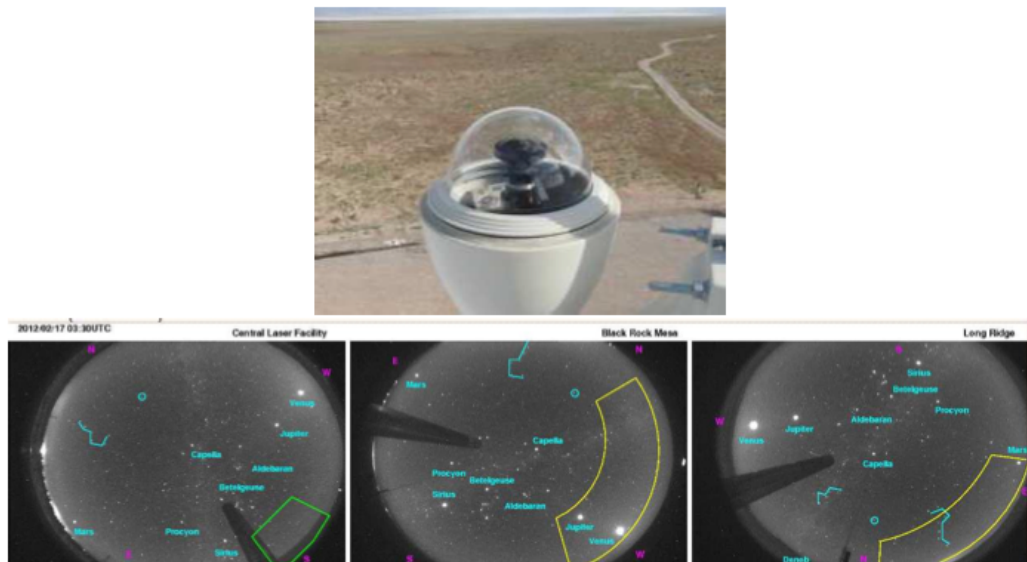 2012/02/17 03:30UTC
Central Laser Facility
N
W
Venus
Jupiter
Capella
Aldebaran
Betelgeuse
Mars
Procyon
Sirius
S
Black Rock Mesa
N
E
Mars
Capella
Procyon
Betelgeuse
Sirius
Aldebaran
Jupiter
Venus
S
W
Long Ridge
S
Sirius
Betelgeuse
Procyon
Aldebaran
W
Venus
Jupiter
Capella
Mars
Deneb
N